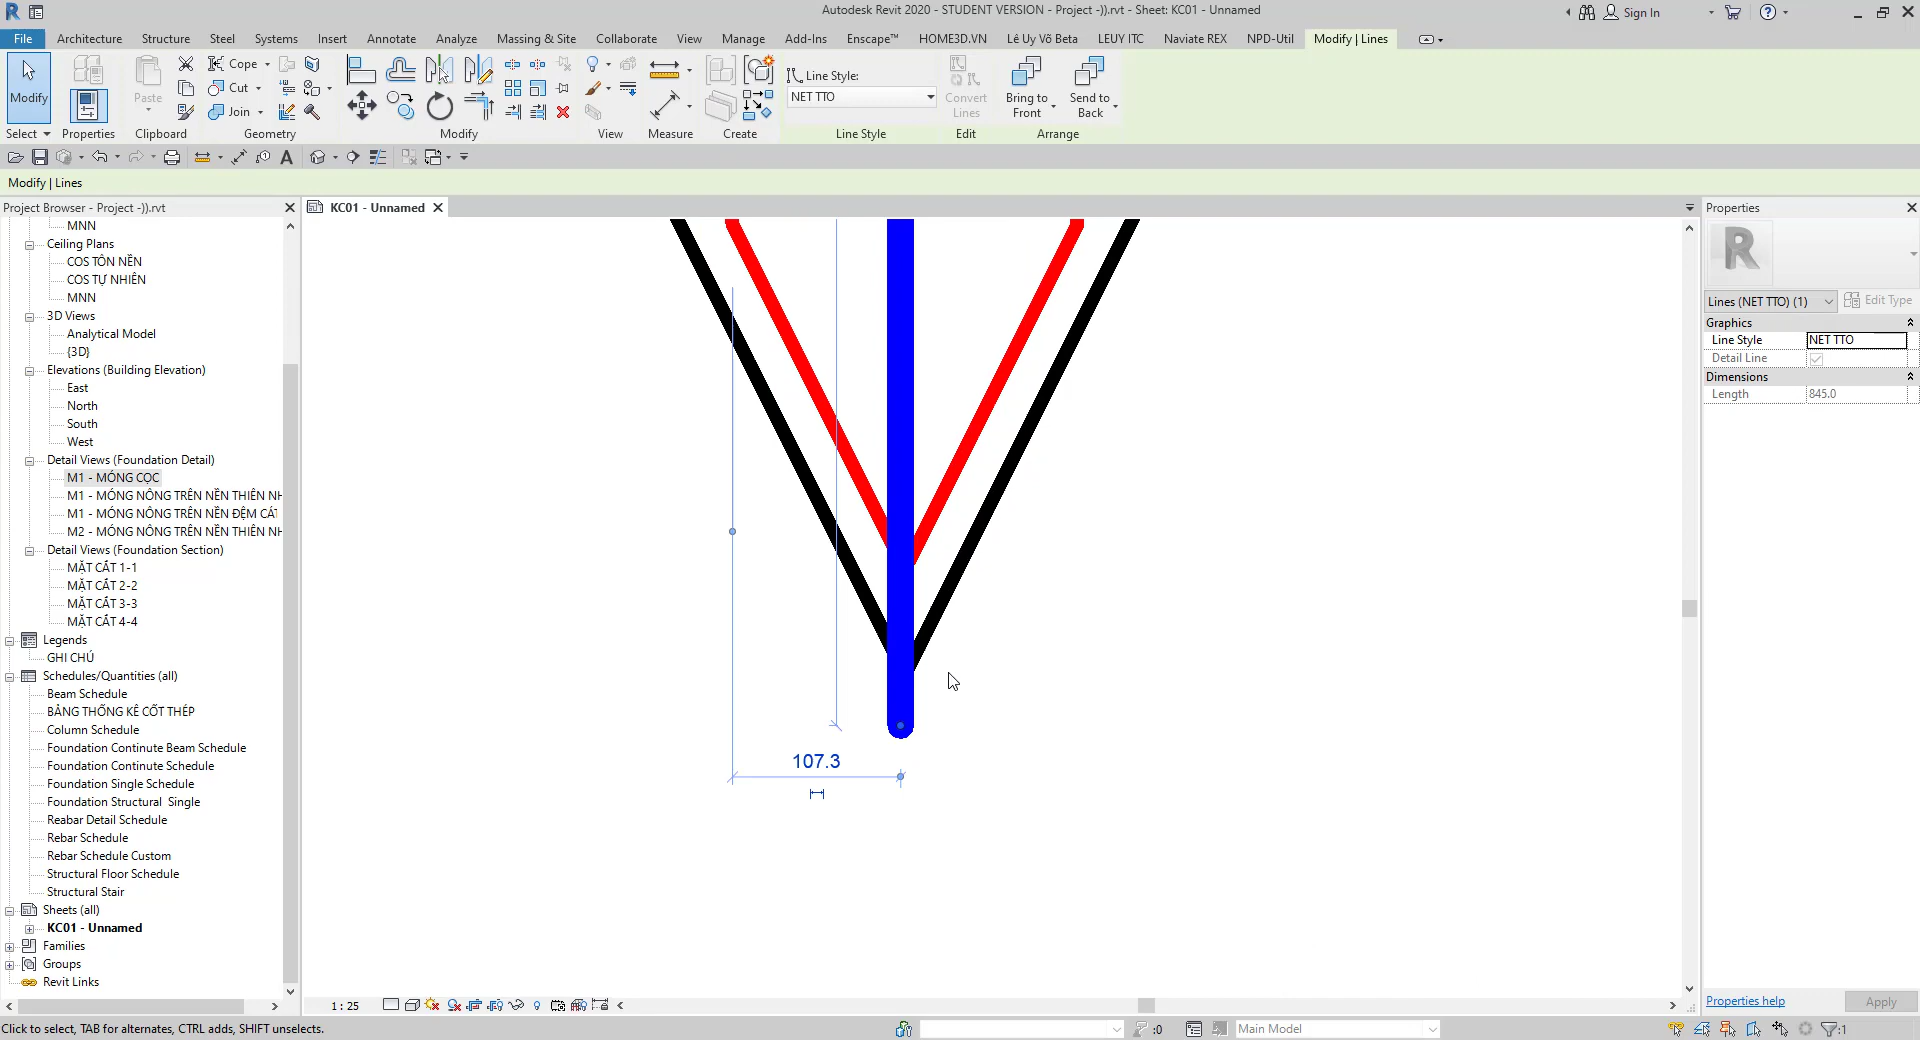 Autodesk Revit 2020 - STUDENT VERSION - Project -)).rvt - Sheet: KC01 - Unnamed
Sign In
File Architecture Structure Steel Systems Insert Annotate Analyze Massing & Site Collaborate View Manage Add-Ins Enscape™ HOME3D.VN Lê Uy Võ Beta LEUY ITC Naviate REX NPD-Util Modify | Lines
Modify
Paste
Cope
Cut
Join
Line Style:
NET TTO
Convert
Lines
Bring to
Front
Send to
Back
Select Properties Clipboard Geometry Modify View Measure Create Line Style Edit Arrange
Modify | Lines
Project Browser - Project -)).rvt
MNN
Ceiling Plans
COS TÔN NỀN
COS TỰ NHIÊN
MNN
3D Views
Analytical Model
{3D}
Elevations (Building Elevation)
East
North
South
West
Detail Views (Foundation Detail)
M1 - MÓNG CỌC
M1 - MÓNG NÔNG TRÊN NỀN THIÊN NH
M1 - MÓNG NÔNG TRÊN NỀN ĐỆM CÁT
M2 - MÓNG NÔNG TRÊN NỀN THIÊN NH
Detail Views (Foundation Section)
MẶT CẮT 1-1
MẶT CẮT 2-2
MẶT CẮT 3-3
MẶT CẮT 4-4
Legends
GHI CHÚ
Schedules/Quantities (all)
Beam Schedule
BẢNG THỐNG KÊ CỐT THÉP
Column Schedule
Foundation Continute Beam Schedule
Foundation Continute Schedule
Foundation Single Schedule
Foundation Structural Single
Reabar Detail Schedule
Rebar Schedule
Rebar Schedule Custom
Structural Floor Schedule
Structural Stair
Sheets (all)
KC01 - Unnamed
Families
Groups
Revit Links
KC01 - Unnamed
107.3
1 : 25
Properties
Lines (NET TTO) (1)
Edit Type
Graphics
Line Style NET TTO
Detail Line
Dimensions
Length 845.0
Properties help
Apply
Click to select, TAB for alternates, CTRL adds, SHIFT unselects.
:0
Main Model
:1